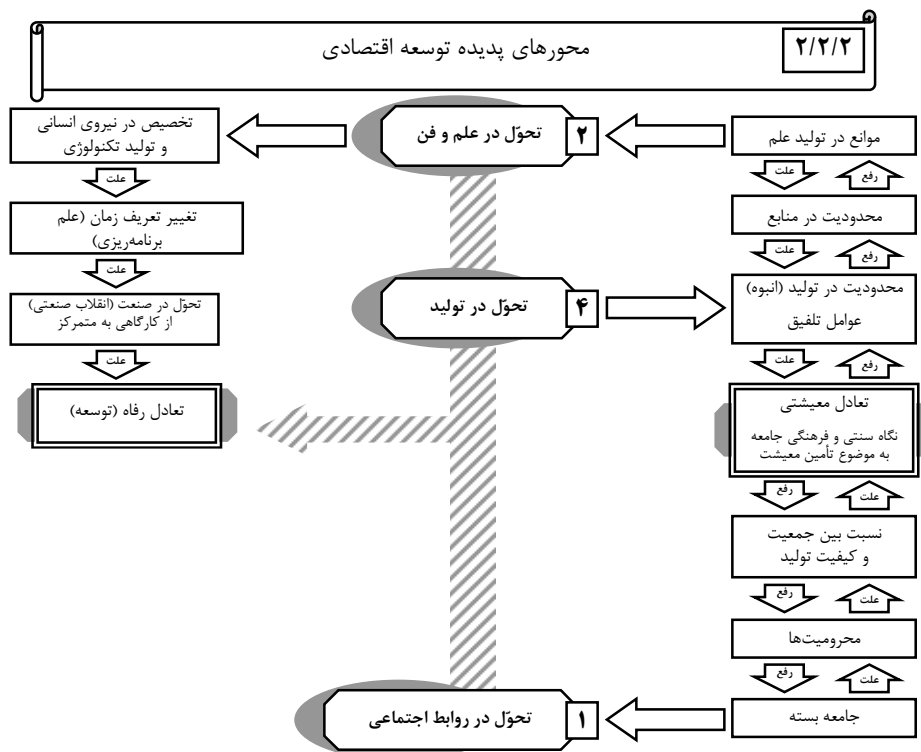 ۲/۲/۲
محورهای پدیده توسعه اقتصادی
موانع در تولید علم
علت
رفع
محدودیت در منابع
علت
رفع
محدودیت در تولید (انبوه)
عوامل تلفیق
علت
رفع
تعادل معیشتی
نگاه سنتی و فرهنگی جامعه
به موضوع تأمین معیشت
رفع
علت
نسبت بین جمعیت
و کیفیت تولید
رفع
علت
محرومیت‌ها
رفع
علت
جامعه بسته
۲
تحوّل در علم و فن
۴
تحوّل در تولید
۱
تحوّل در روابط اجتماعی
تخصیص در نیروی انسانی
و تولید تکنولوژی
علت
تغییر تعریف زمان (علم
برنامه‌ریزی)
علت
تحوّل در صنعت (انقلاب صنعتی)
از کارگاهی به متمرکز
علت
تعادل رفاه (توسعه)